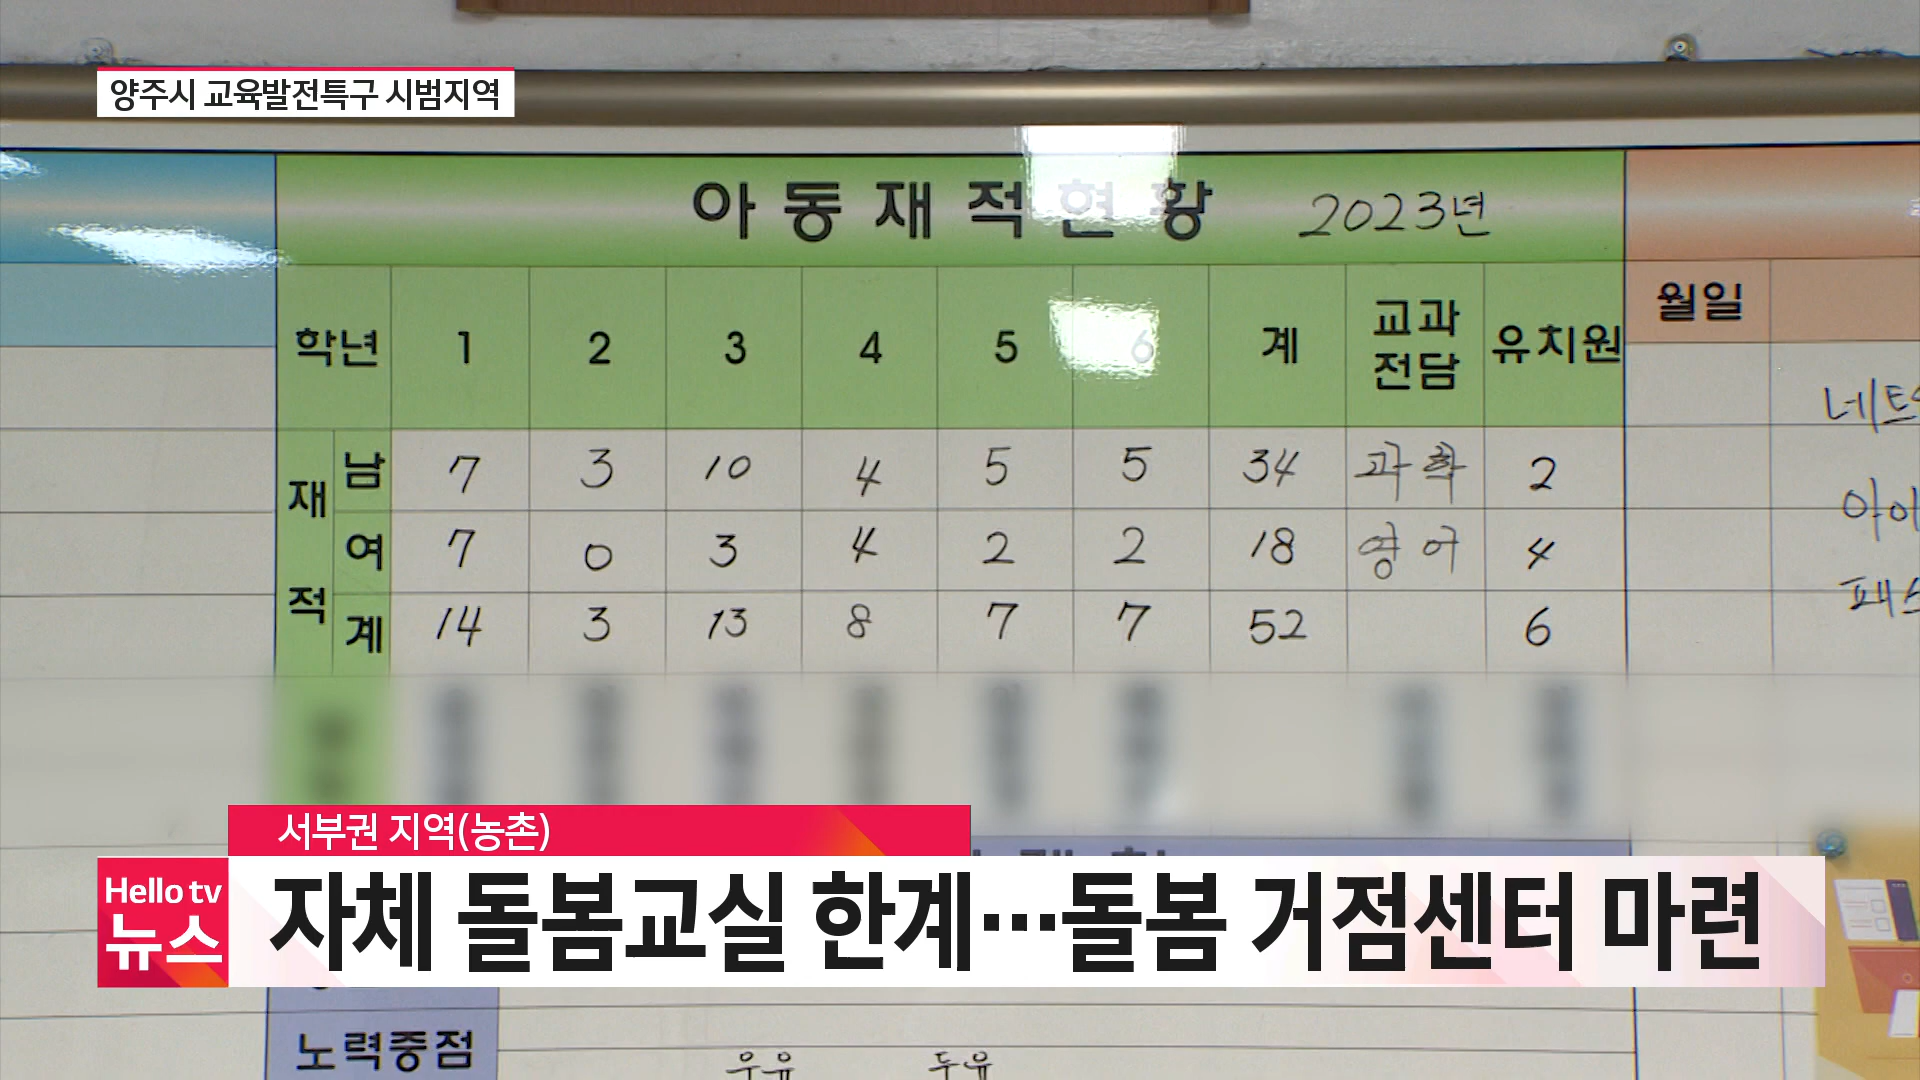 양주시 교육발전특구 시범지역
아동재적현황 2023년
학년 1 2 3 4 5 6 계 교과전담 유치원
월일
재적
남 7 3 10 4 5 5 34 과학 2
여 7 0 3 4 2 2 18 영어 4
계 14 3 13 8 7 7 52 6
아이
서부권 지역(농촌)
Hello tv
뉴스
자체 돌봄교실 한계…돌봄 거점센터 마련
노력중점
우유 두유